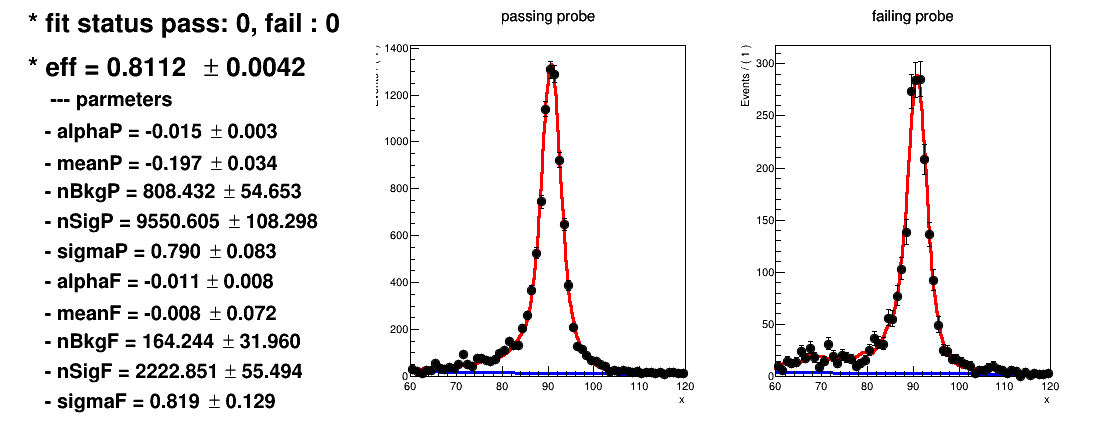 * fit status pass: 0, fail : 0
* eff = 0.8112 ± 0.0042
--- parmeters
- alphaP = -0.015 ± 0.003
- meanP = -0.197 ± 0.034
- nBkgP = 808.432 ± 54.653
- nSigP = 9550.605 ± 108.298
- sigmaP = 0.790 ± 0.083
- alphaF = -0.011 ± 0.008
- meanF = -0.008 ± 0.072
- nBkgF = 164.244 ± 31.960
- nSigF = 2222.851 ± 55.494
- sigmaF = 0.819 ± 0.129
passing probe
1400
1200
1000
800
600
400
200
0
60 70 80 90 100 110 120
x
failing probe
Events / ( 1 )
300
250
200
150
100
50
0
60 70 80 90 100 110 120
x